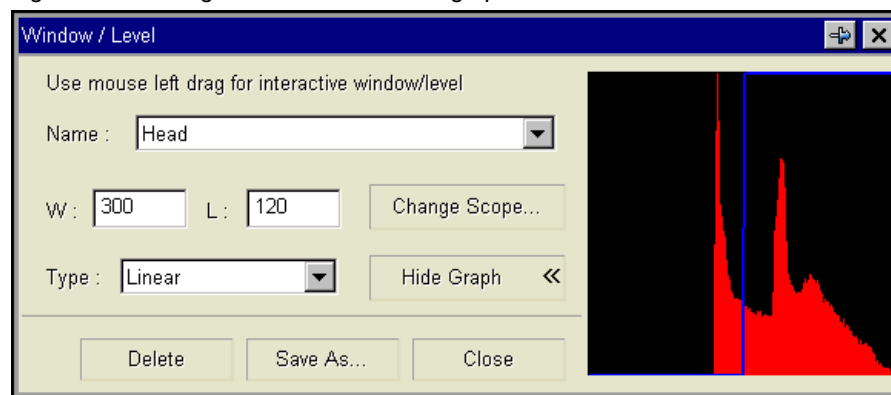 Window / Level
Use mouse left drag for interactive window/level
Name : Head
W : 300 L : 120 Change Scope...
Type : Linear Hide Graph «
Delete Save As... Close